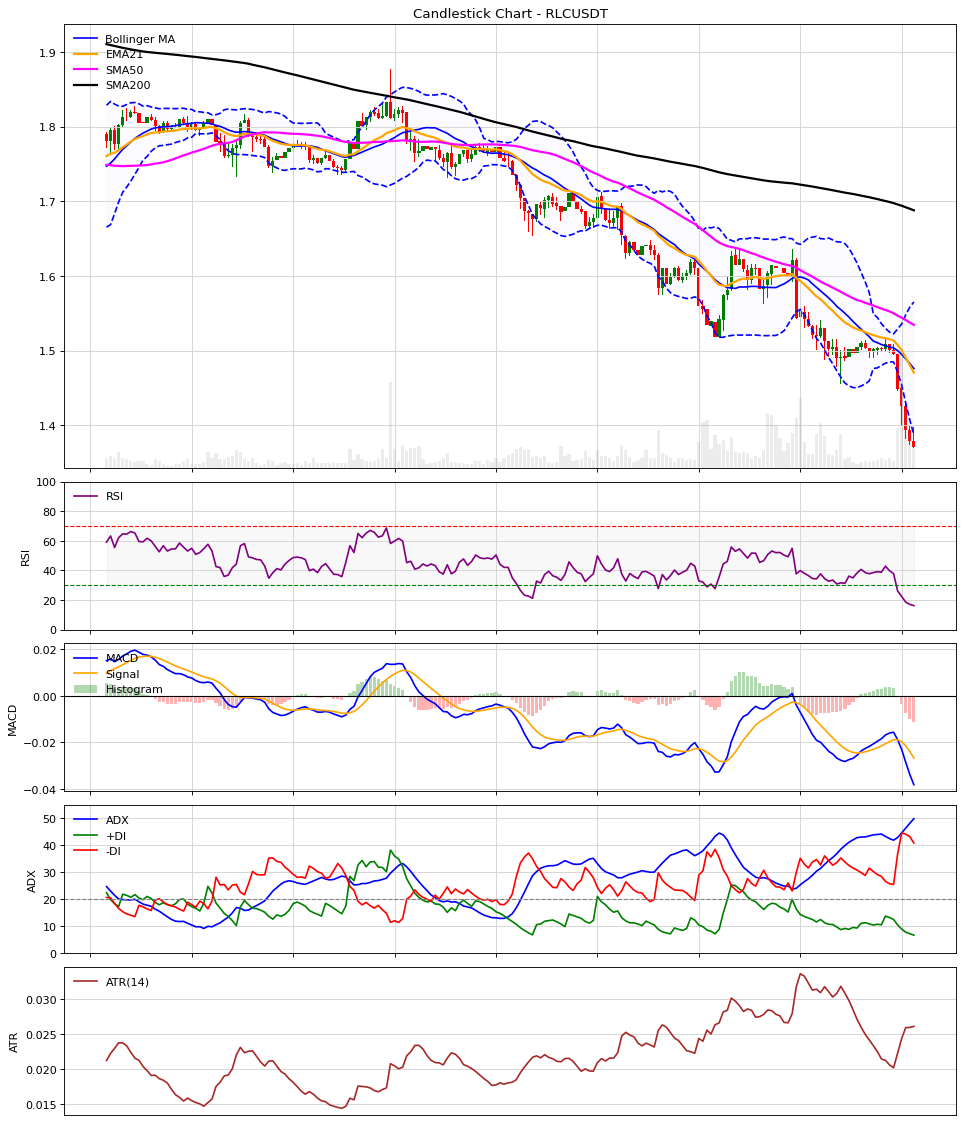 Candlestick Chart - RLCUSDT
Bollinger MA
EMA21
SMA50
SMA200
1.9
1.8
1.7
1.6
1.5
1.4
RSI
RSI
100
80
60
40
20
0
MACD
Signal
Histogram
MACD
0.02
0.00
−0.02
−0.04
ADX
+DI
-DI
ADX
50
40
30
20
10
0
ATR(14)
ATR
0.030
0.025
0.020
0.015